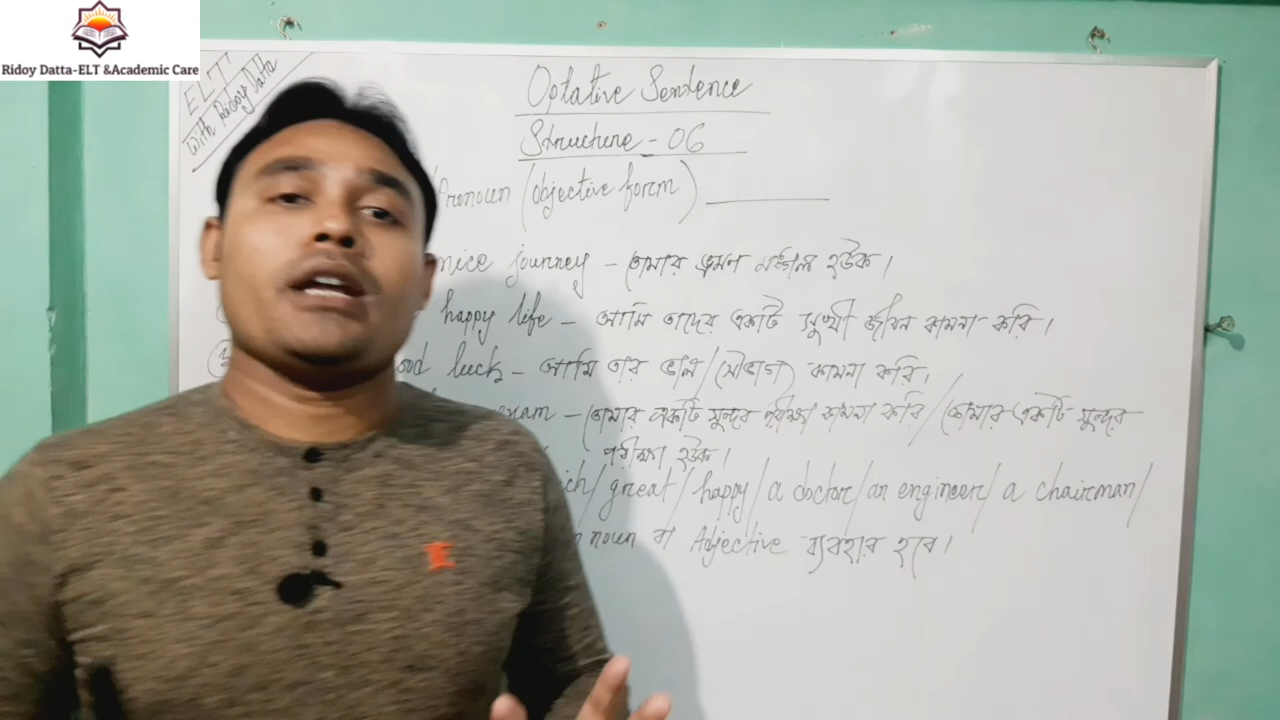 Ridoy Datta-ELT &Academic Care
ELT
with Ridoy Datta
Optative Sentence
Structure - 06
Pronoun (objective form) ______
nice journey - তোমার ভ্রমণ মঙ্গল হউক।
happy life - আমি তাদের একটি সুখী জীবন কামনা করি।
luck - আমি তার ভাল/সৌভাগ্য কামনা করি।
exam - তোমার একটি সুন্দর পরীক্ষা কামনা করি/তোমার একটি সুন্দর
পরীক্ষা হউক।
great/happy/a doctor/an engineer/a chairman/
noun বা Adjective ব্যবহার হবে।